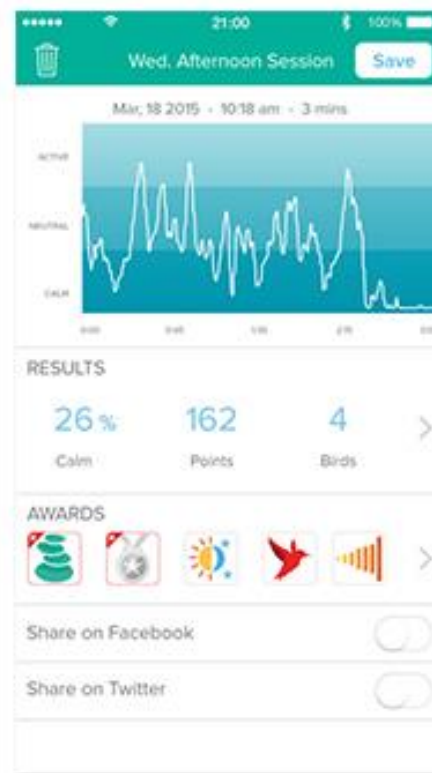 21:00 100%
Wed. Afternoon Session Save
Mar, 18 2015 - 10:18 am - 3 mins
ACTIVE
NEUTRAL
CALM
RESULTS
26% 162 4
Calm Points Birds
AWARDS
Share on Facebook
Share on Twitter